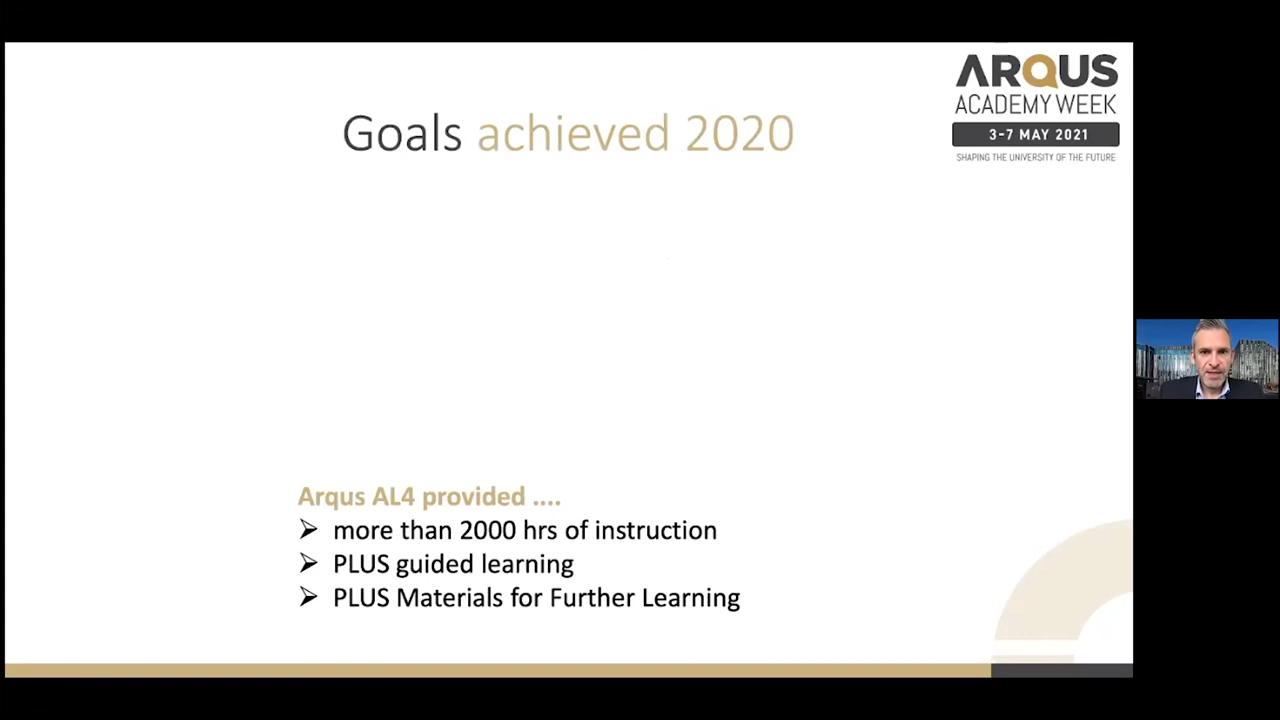 ARQUS
ACADEMY WEEK
3-7 MAY 2021
SHAPING THE UNIVERSITY OF THE FUTURE
Goals achieved 2020
Arqus AL4 provided ....
➢ more than 2000 hrs of instruction
➢ PLUS guided learning
➢ PLUS Materials for Further Learning